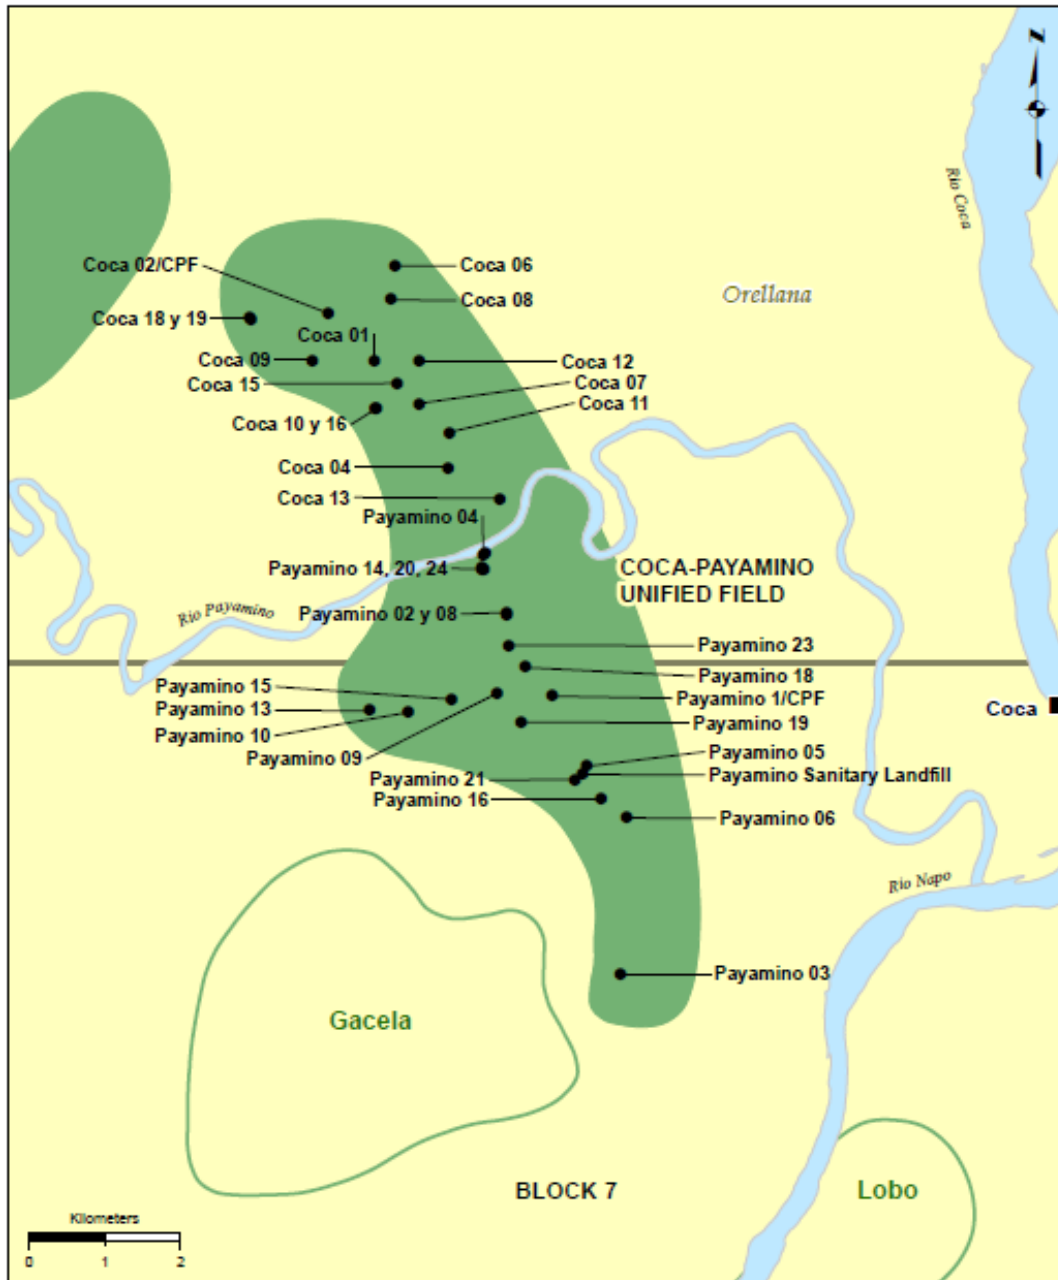 N
Rio Coca
Coca 02/CPF
Coca 06
Orellana
Coca 08
Coca 18 y 19
Coca 01
Coca 09
Coca 12
Coca 15
Coca 07
Coca 11
Coca 10 y 16
Coca 04
Coca 13
Payamino 04
Payamino 14, 20, 24
COCA-PAYAMINO
UNIFIED FIELD
Rio Payamino
Payamino 02 y 08
Payamino 23
Payamino 18
Payamino 15
Payamino 1/CPF
Payamino 13
Coca
Payamino 19
Payamino 10
Payamino 09
Payamino 05
Payamino 21
Payamino Sanitary Landfill
Payamino 16
Payamino 06
Rio Napo
Payamino 03
Gacela
BLOCK 7
Lobo
Kilometers
0 1 2